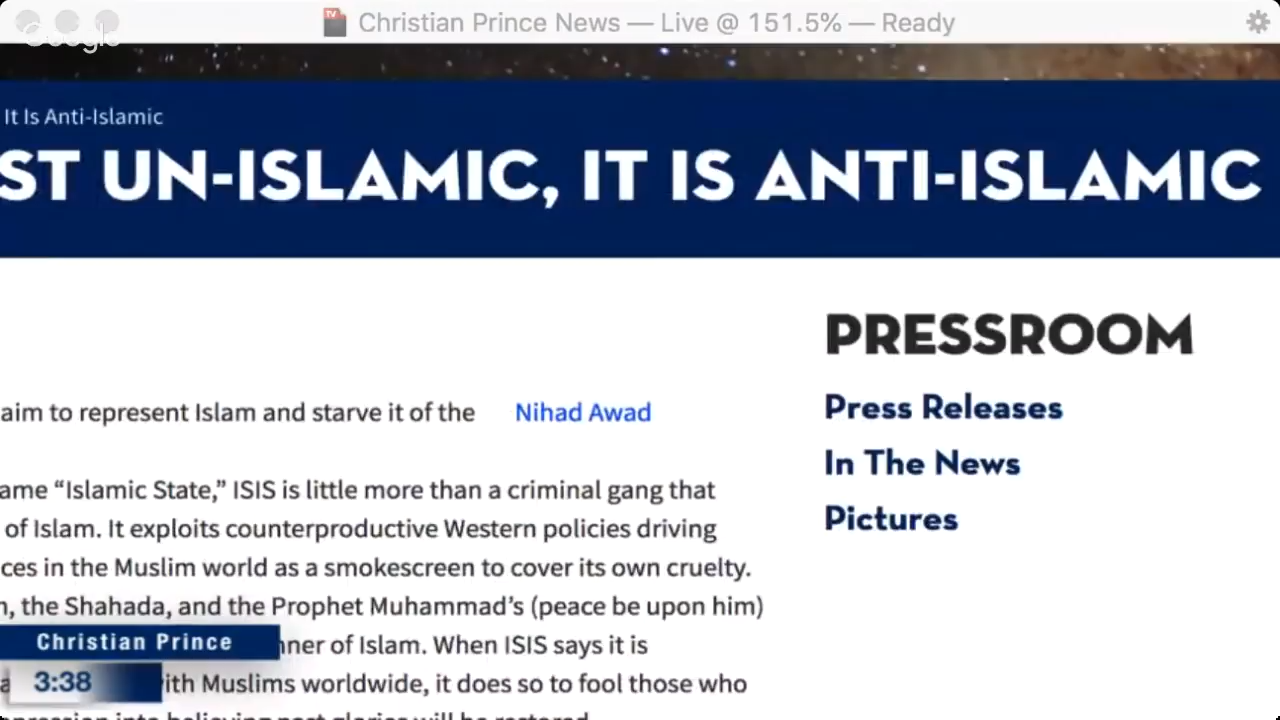 Christian Prince News — Live @ 151.5% — Ready
Google
It Is Anti-Islamic
ST UN-ISLAMIC, IT IS ANTI-ISLAMIC
PRESSROOM
Press Releases
In The News
Pictures
aim to represent Islam and starve it of the Nihad Awad
ame “Islamic State,” ISIS is little more than a criminal gang that
of Islam. It exploits counterproductive Western policies driving
ces in the Muslim world as a smokescreen to cover its own cruelty.
, the Shahada, and the Prophet Muhammad’s (peace be upon him)
nner of Islam. When ISIS says it is
ith Muslims worldwide, it does so to fool those who
Christian Prince
3:38